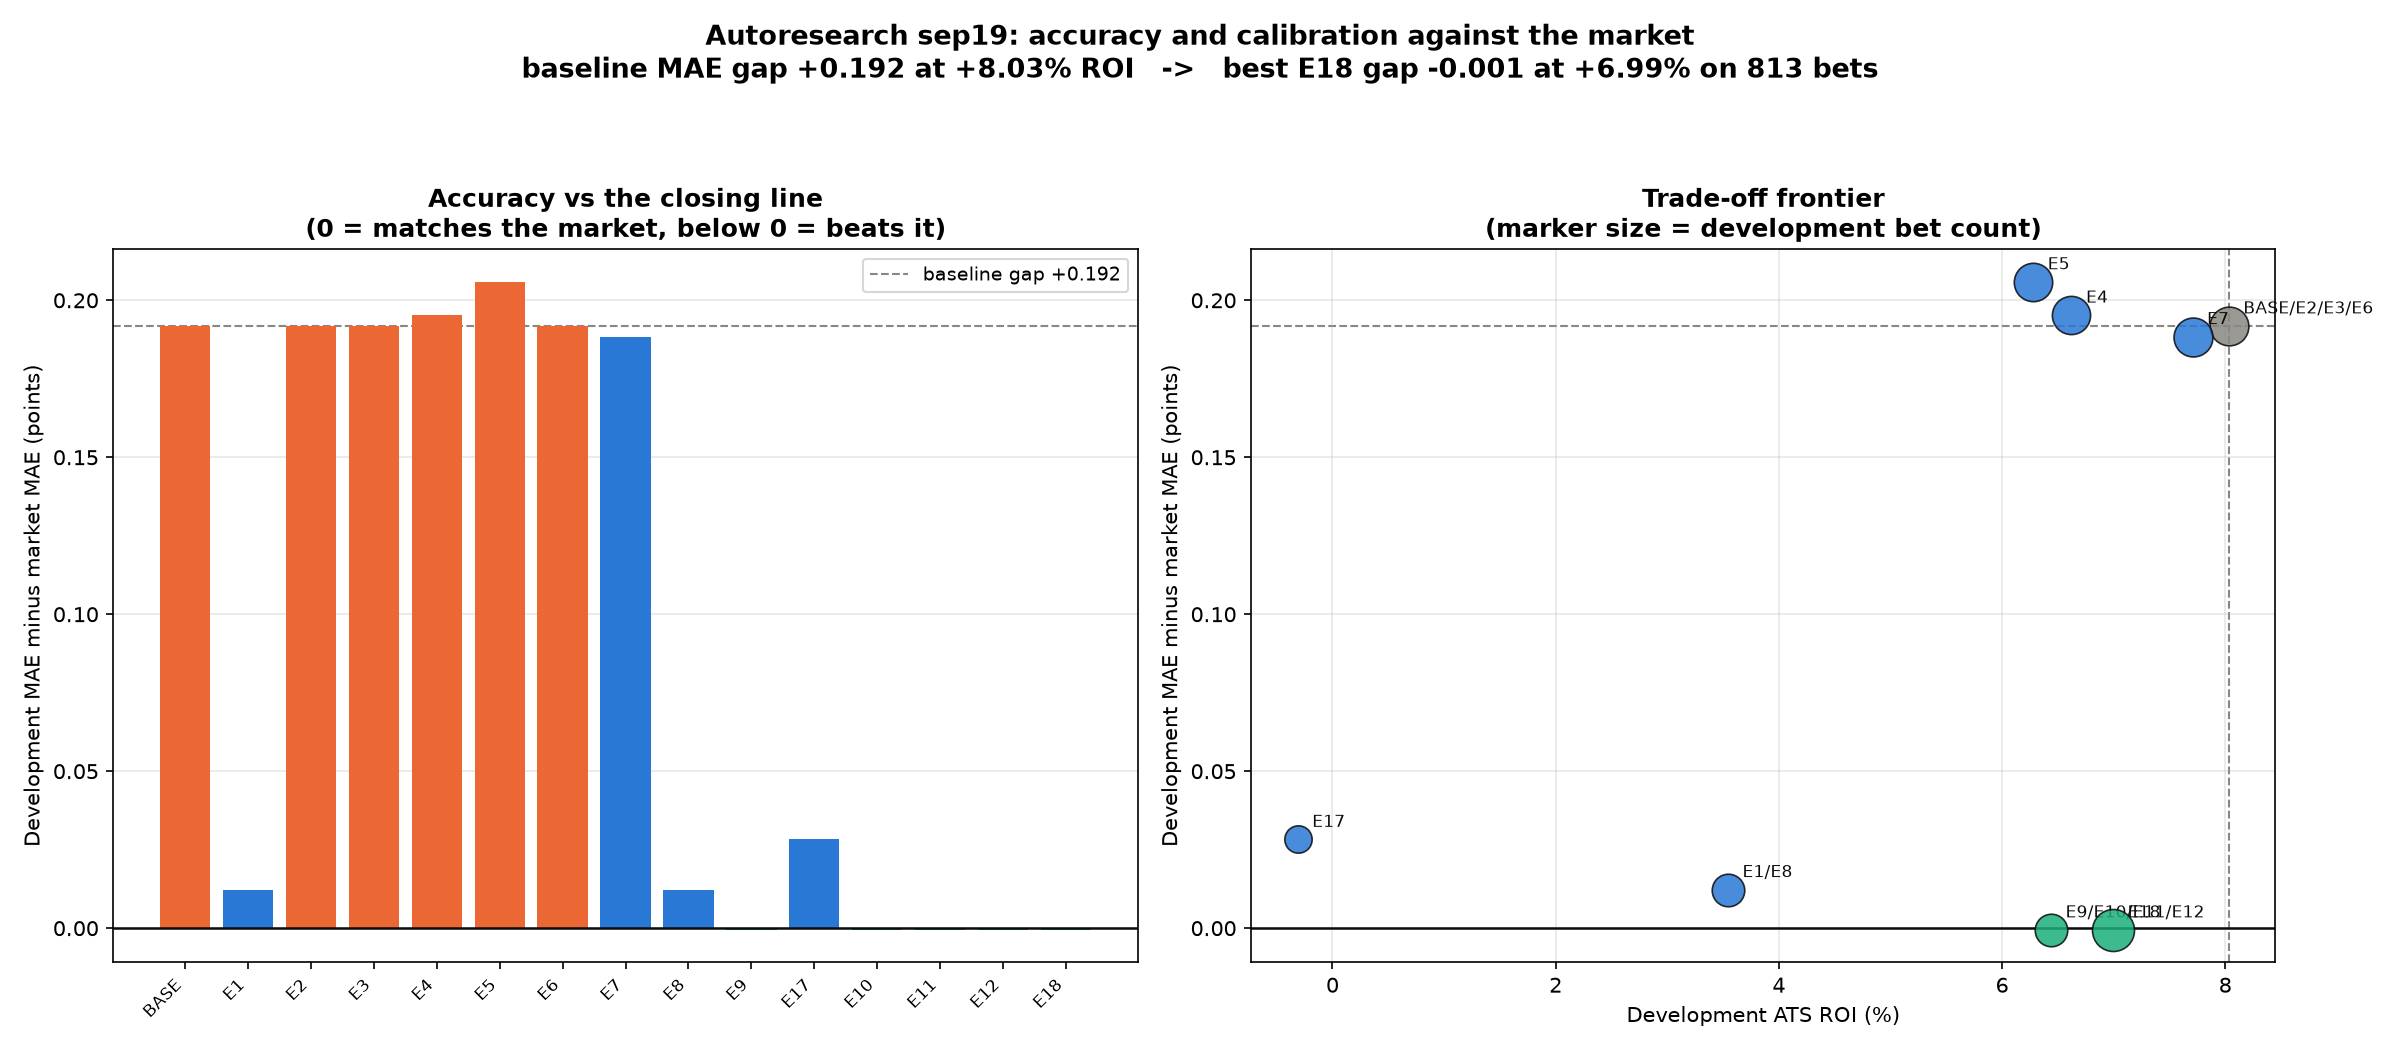 Autoresearch sep19: accuracy and calibration against the market
baseline MAE gap +0.192 at +8.03% ROI -> best E18 gap -0.001 at +6.99% on 813 bets
Accuracy vs the closing line
(0 = matches the market, below 0 = beats it)
baseline gap +0.192
Development MAE minus market MAE (points)
0.20
0.15
0.10
0.05
0.00
BASE
E1
E2
E3
E4
E5
E6
E7
E8
E9
E17
E10
E11
E12
E18
Trade-off frontier
(marker size = development bet count)
Development MAE minus market MAE (points)
0.20
0.15
0.10
0.05
0.00
E5
E4
BASE/E2/E3/E6
E7
E17
E1/E8
0
2
4
6
8
Development ATS ROI (%)